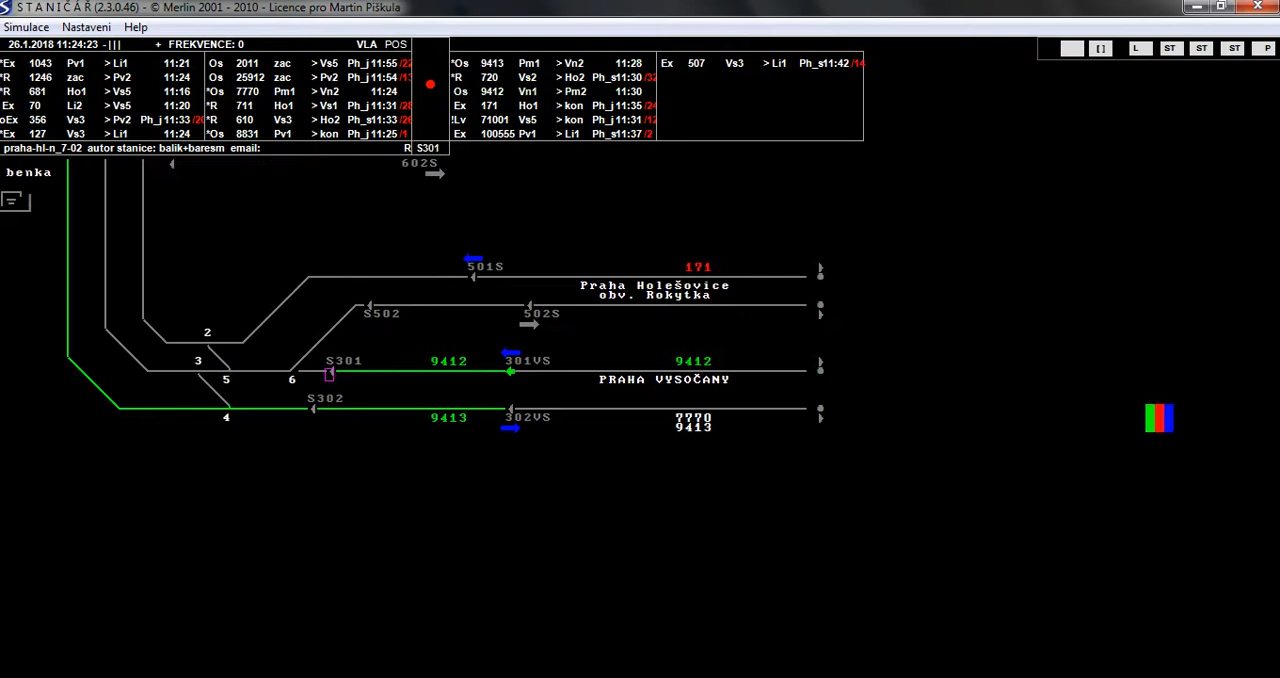 S T A N I Č Á Ř (2.3.0.46) - © Merlin 2001 - 2010 - Licence pro Martin Piškula
Simulace Nastaveni Help
26.1.2018 11:24:23 - ||| + FREKVENCE: 0 VLA POS
[ ] L ST ST ST P
*Ex 1043 Pv1 > Li1 11:21
*R 1246 zac > Pv2 11:24
*R 681 Ho1 > Vs5 11:16
Ex 70 Li2 > Vs5 11:20
oEx 356 Vs3 > Pv2 Ph_j11:33
*Ex 127 Vs3 > Li1 11:24
Os 2011 zac > Vs5 Ph_j11:55
Os 25912 zac > Pv2 Ph_j11:54
*Os 7770 Pm1 > Vn2 11:24
*R 711 Ho1 > Vs1 Ph_j11:31
*R 610 Vs3 > Ho2 Ph_j11:33
*Os 8831 Pv1 > kon Ph_j11:25/1
*Os 9413 Pm1 > Vn2 11:28
*R 720 Vs2 > Ho2 Ph_s11:30/32
Os 9412 Vn1 > Pm2 11:30
Ex 171 Ho1 > kon Ph_j11:35
!Lv 71001 Vs5 > kon Ph_j11:31
Ex 100555 Pv1 > Li1 Ph_s11:37/2
Ex 507 Vs3 > Li1 Ph_s11:42/14
praha-hl-n_7-02 autor stanice: balik+baresm email: R S301
benka
602S
501S 171
Praha Holešovice
obv. Rokytka
S502 502S
2
3 S301 9412 301VS 9412
5 6 PRAHA VYSOČANY
S302
4 9413 302VS 7770
9413